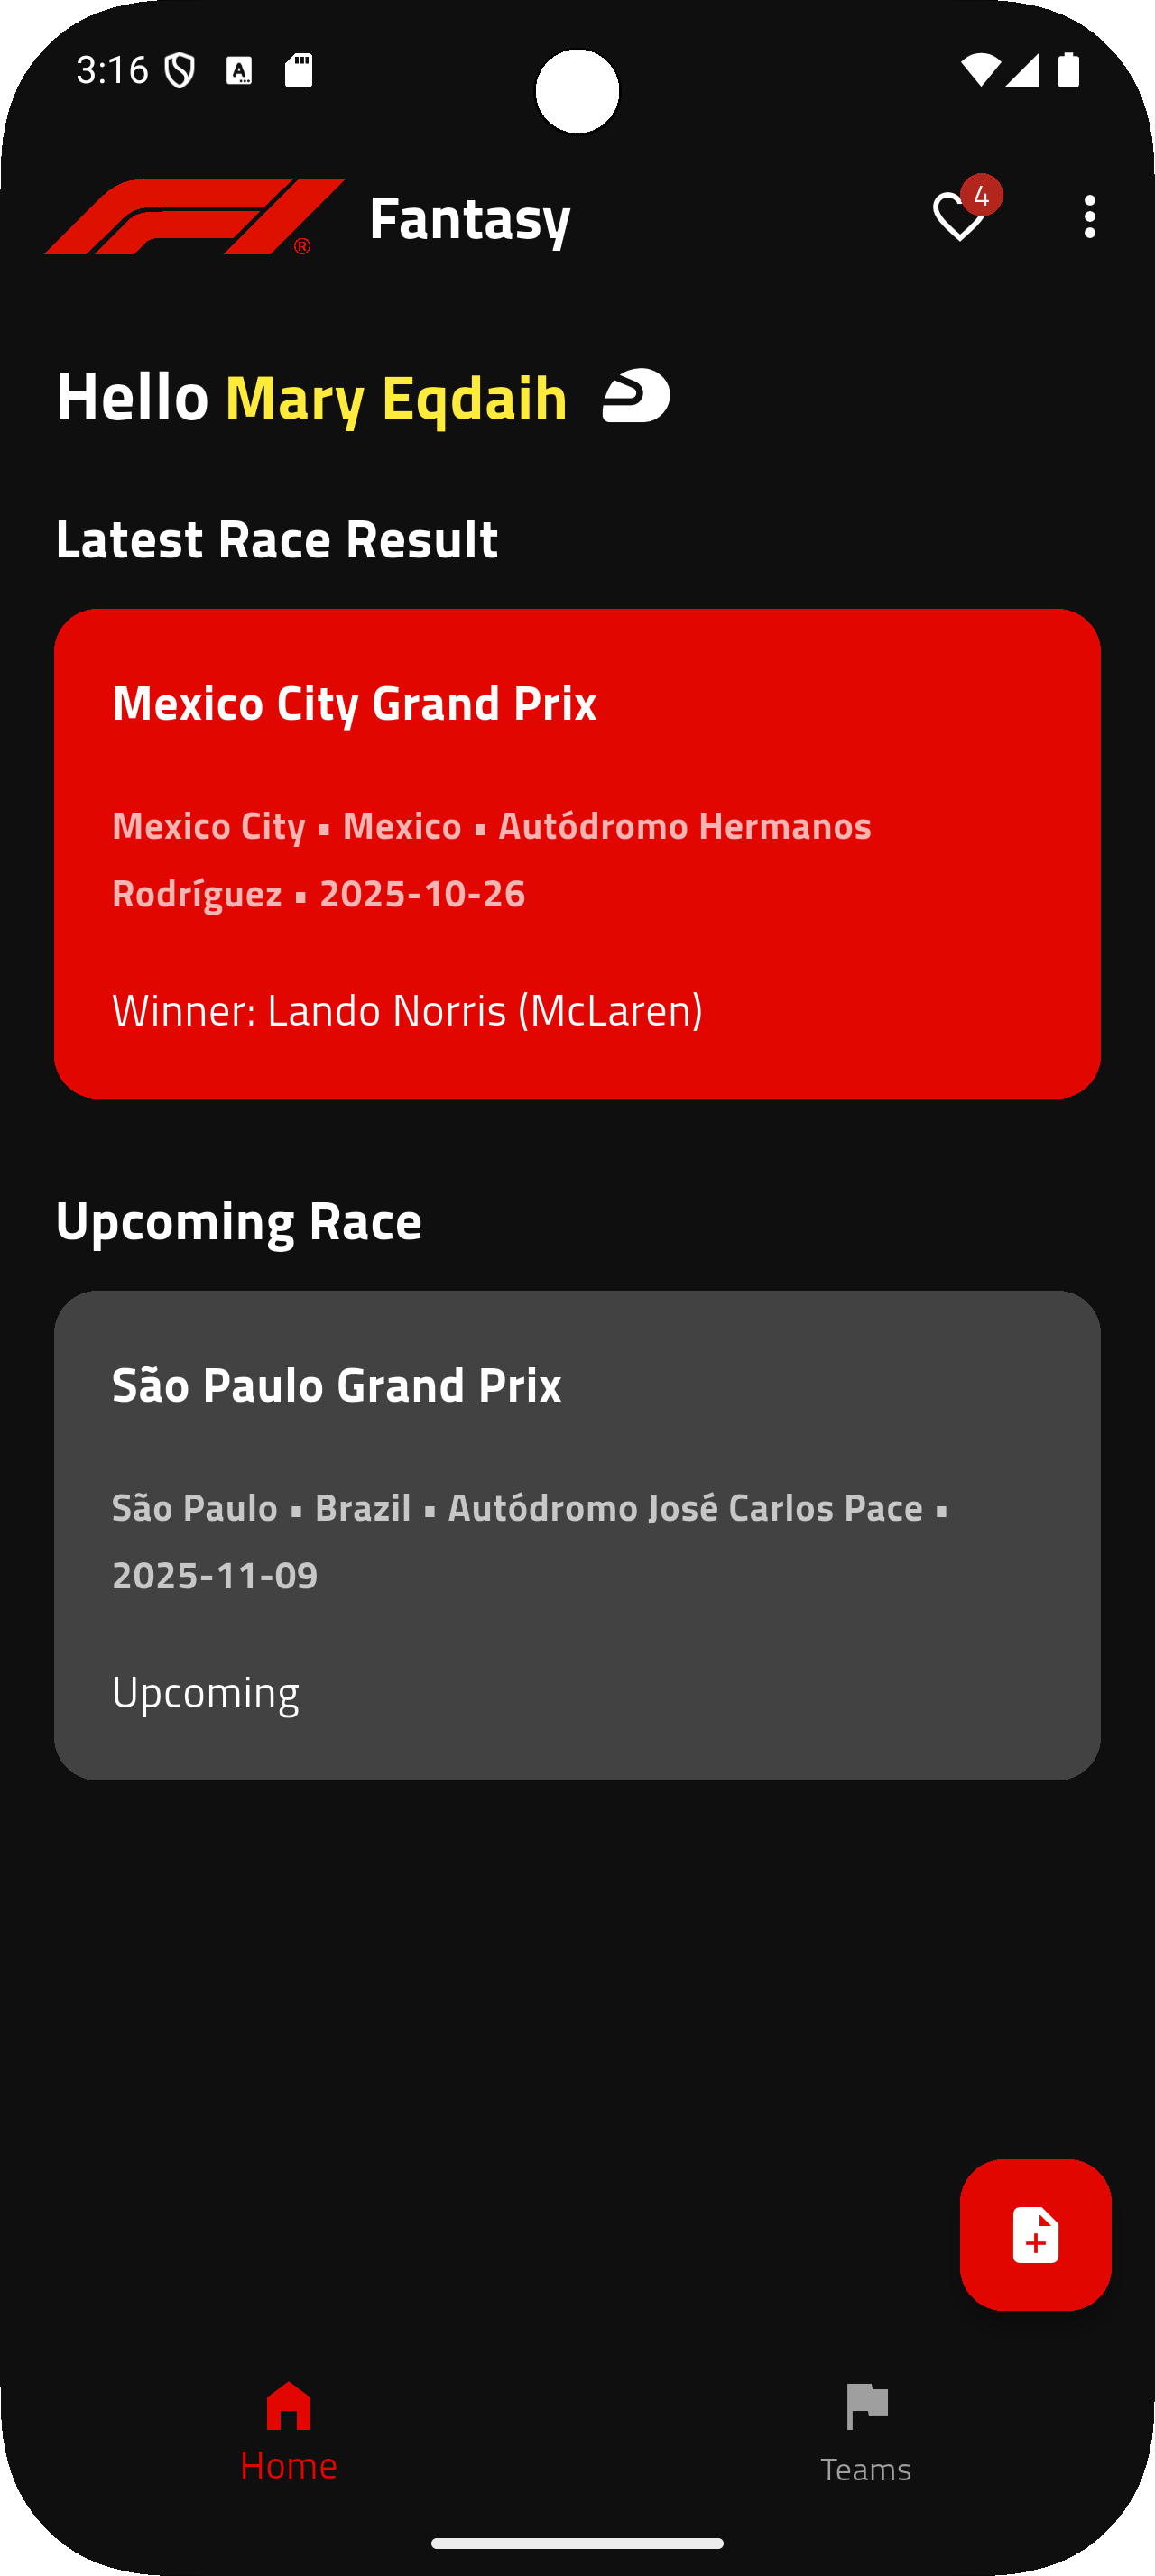 3:16
A
Fantasy
4
Hello Mary Eqdaih
Latest Race Result
Mexico City Grand Prix
Mexico City ▪ Mexico ▪ Autódromo Hermanos
Rodríguez ▪ 2025-10-26
Winner: Lando Norris (McLaren)
Upcoming Race
São Paulo Grand Prix
São Paulo ▪ Brazil ▪ Autódromo José Carlos Pace ▪
2025-11-09
Upcoming
Home
Teams